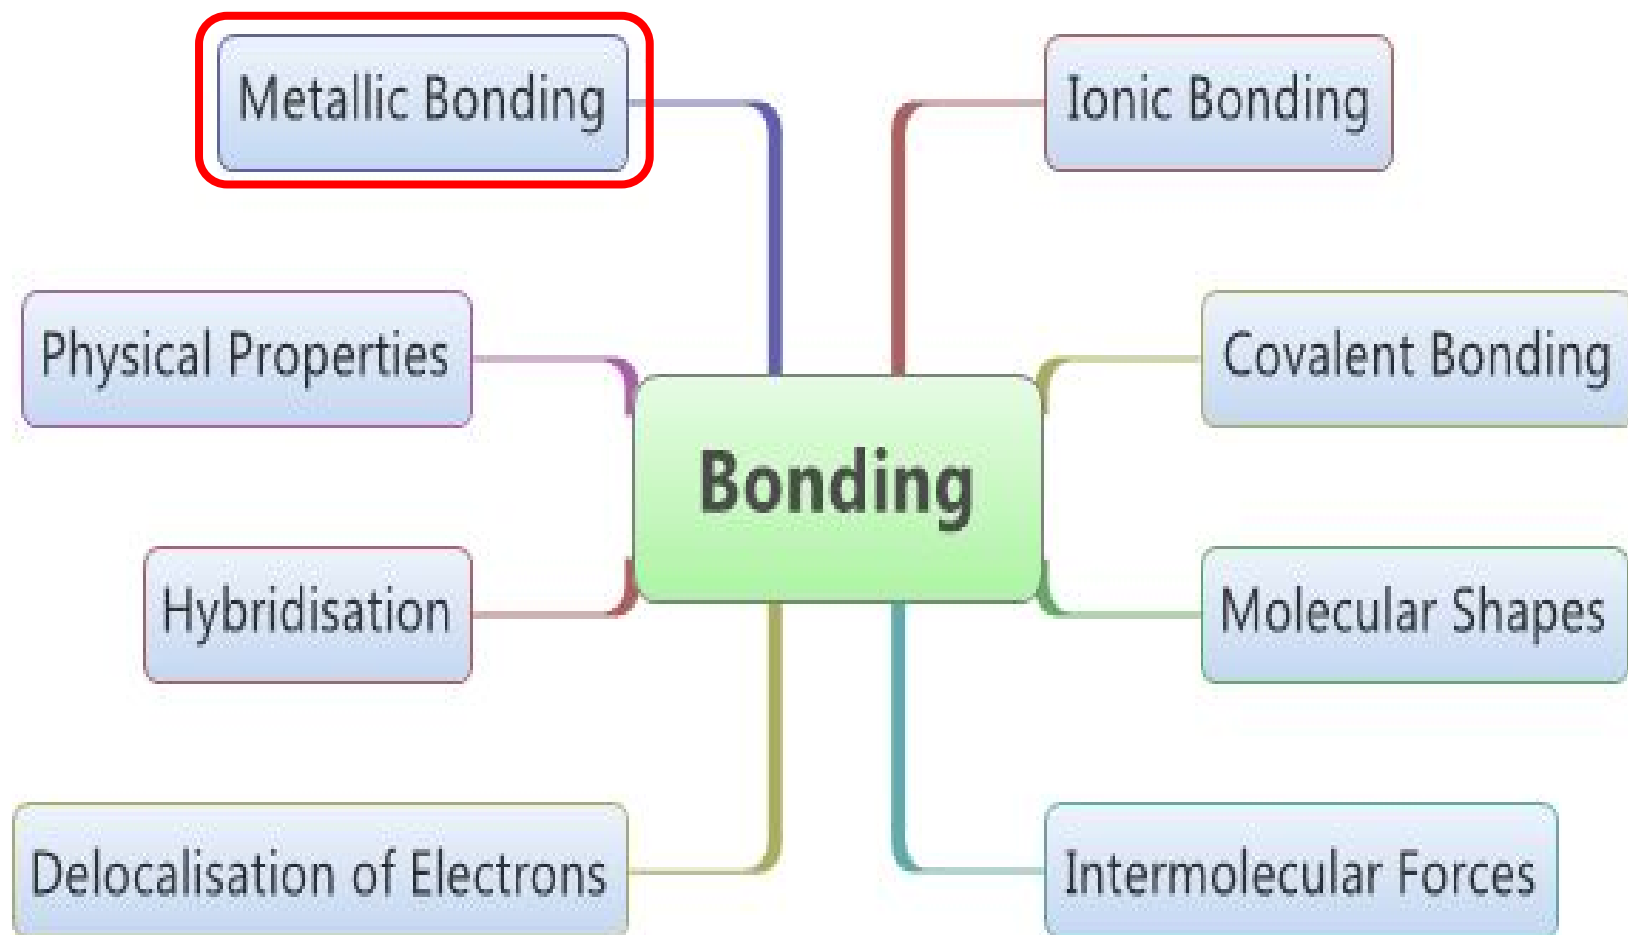 Metallic Bonding
Ionic Bonding
Physical Properties
Covalent Bonding
Bonding
Hybridisation
Molecular Shapes
Delocalisation of Electrons
Intermolecular Forces